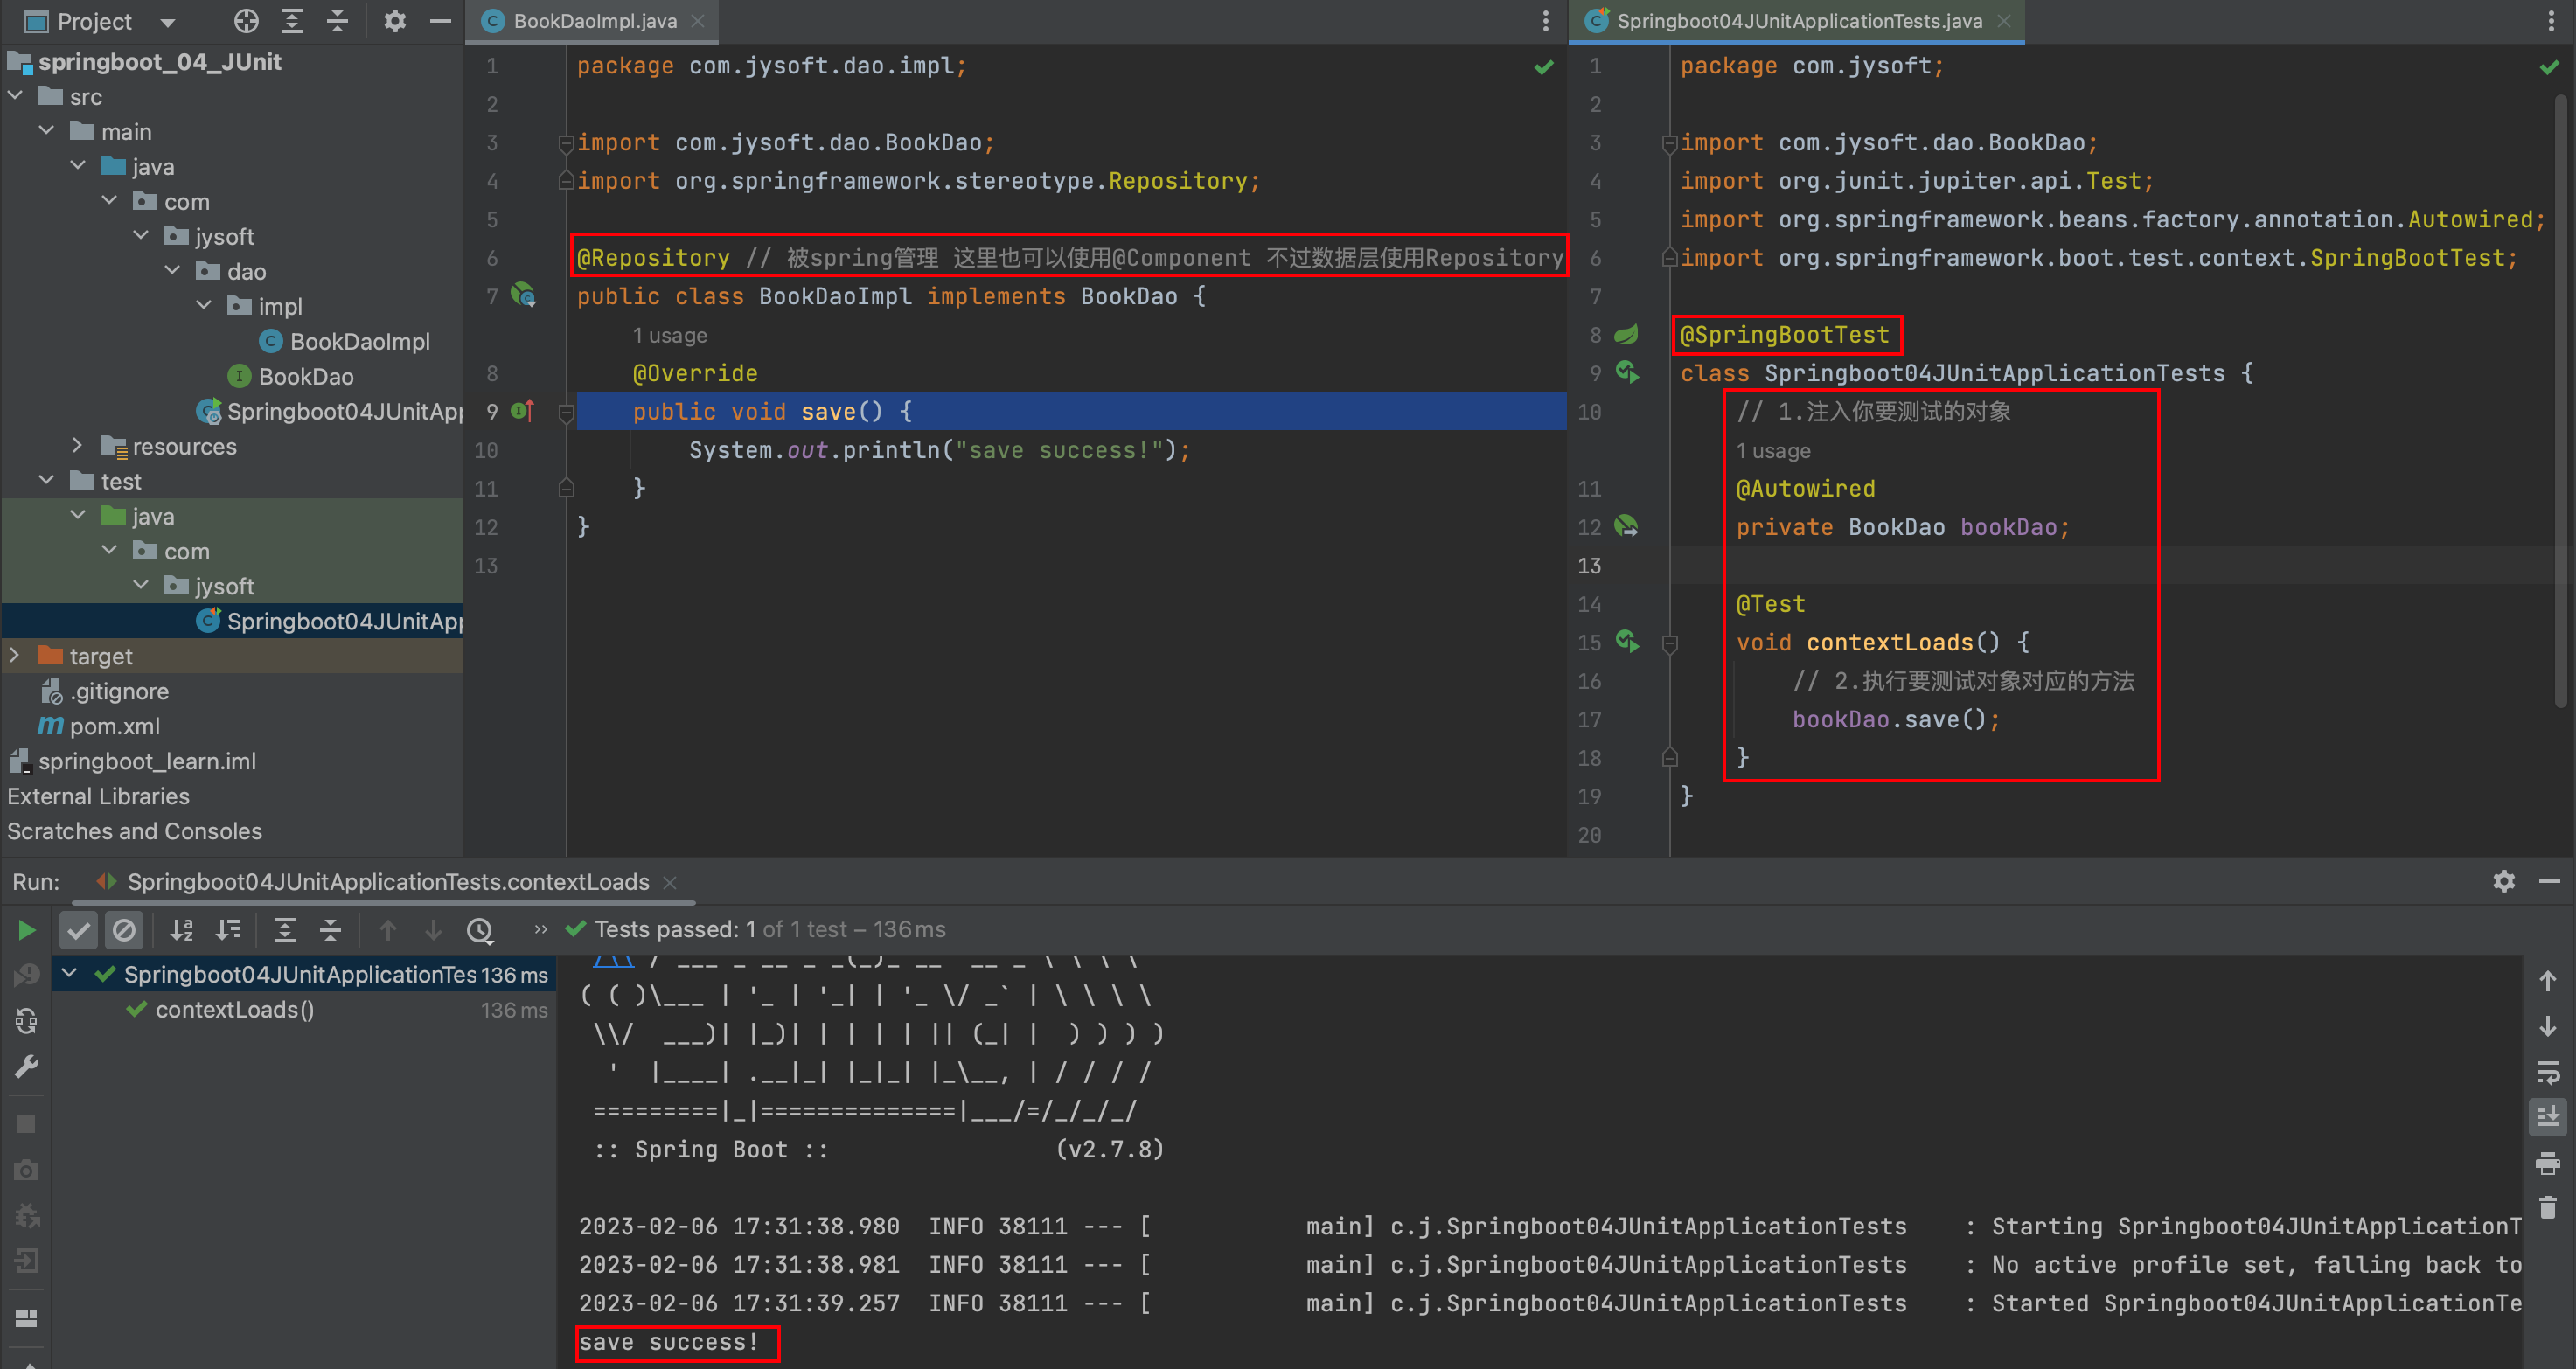 Project
springboot_04_JUnit
src
main
java
com
jysoft
dao
impl
BookDaoImpl
BookDao
Springboot04JUnitApp
resources
test
java
com
jysoft
Springboot04JUnitApp
target
.gitignore
pom.xml
springboot_learn.iml
External Libraries
Scratches and Consoles
BookDaoImpl.java
1 package com.jysoft.dao.impl;
2
3 import com.jysoft.dao.BookDao;
4 import org.springframework.stereotype.Repository;
5
6 @Repository // 被spring管理 这里也可以使用@Component 不过数据层使用Repository
7 public class BookDaoImpl implements BookDao {
1 usage
8 @Override
9 public void save() {
10 System.out.println("save success!");
11 }
12 }
13
Springboot04JUnitApplicationTests.java
1 package com.jysoft;
2
3 import com.jysoft.dao.BookDao;
4 import org.junit.jupiter.api.Test;
5 import org.springframework.beans.factory.annotation.Autowired;
6 import org.springframework.boot.test.context.SpringBootTest;
7
8 @SpringBootTest
9 class Springboot04JUnitApplicationTests {
10 // 1.注入你要测试的对象
1 usage
11 @Autowired
12 private BookDao bookDao;
13
14 @Test
15 void contextLoads() {
16 // 2.执行要测试对象对应的方法
17 bookDao.save();
18 }
19 }
20
Run: Springboot04JUnitApplicationTests.contextLoads
Tests passed: 1 of 1 test – 136 ms
Springboot04JUnitApplicationTes 136 ms
contextLoads() 136 ms
/\\ / ___'_ __ _ _(_)_ __  __ _ \ \ \ \
( ( )\___ | '_ | '_| | '_ \/ _` | \ \ \ \
\\/  ___)| |_)| | | | | || (_| |  ) ) ) )
'  |____| .__|_| |_|_| |_\__, | / / / /
=========|_|==============|___/=/_/_/_/
:: Spring Boot ::                (v2.7.8)
2023-02-06 17:31:38.980  INFO 38111 --- [           main] c.j.Springboot04JUnitApplicationTests    : Starting Springboot04JUnitApplicationT
2023-02-06 17:31:38.981  INFO 38111 --- [           main] c.j.Springboot04JUnitApplicationTests    : No active profile set, falling back to
2023-02-06 17:31:39.257  INFO 38111 --- [           main] c.j.Springboot04JUnitApplicationTests    : Started Springboot04JUnitApplicationTe
save success!